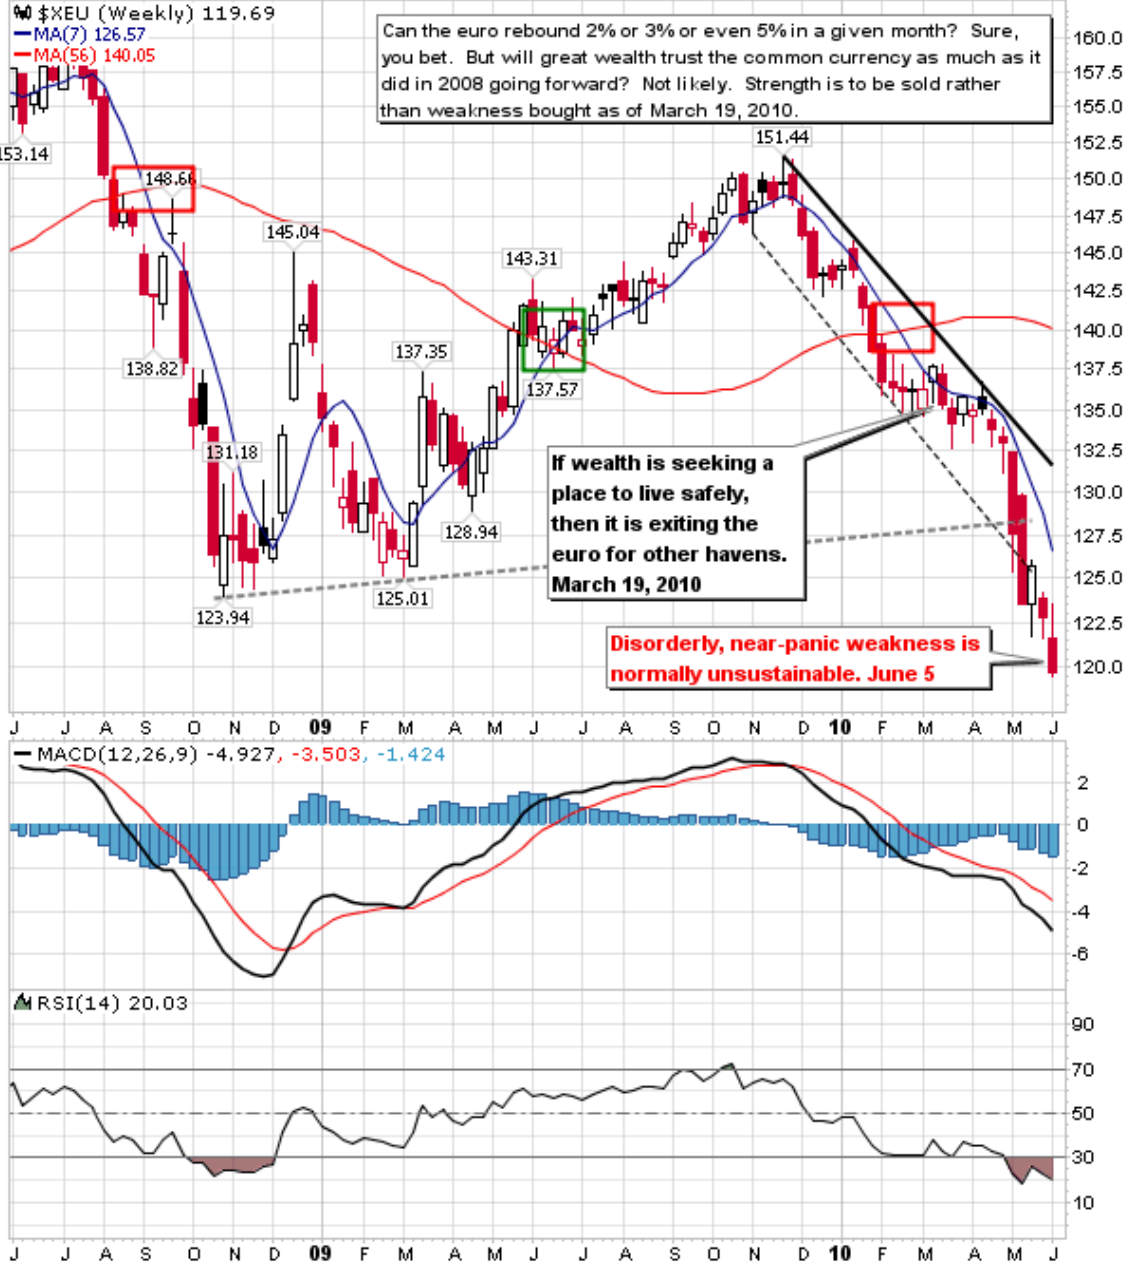 $XEU (Weekly) 119.69
MA(7) 126.57
MA(56) 140.05
Can the euro rebound 2% or 3% or even 5% in a given month? Sure,
you bet. But will great wealth trust the common currency as much as it
did in 2008 going forward? Not likely. Strength is to be sold rather
than weakness bought as of March 19, 2010.
160.0
157.5
155.0
152.5
150.0
147.5
145.0
142.5
140.0
137.5
135.0
132.5
130.0
127.5
125.0
122.5
120.0
153.14
148.66
151.44
145.04
143.31
138.82
137.35
137.57
131.18
128.94
125.01
123.94
If wealth is seeking a
place to live safely,
then it is exiting the
euro for other havens.
March 19, 2010
Disorderly, near-panic weakness is
normally unsustainable. June 5
J J A S O N D 09 F M A M J J A S O N D 10 F M A M J
MACD(12,26,9) -4.927, -3.503, -1.424
2
0
-2
-4
-6
RSI(14) 20.03
90
70
50
30
10
J J A S O N D 09 F M A M J J A S O N D 10 F M A M J